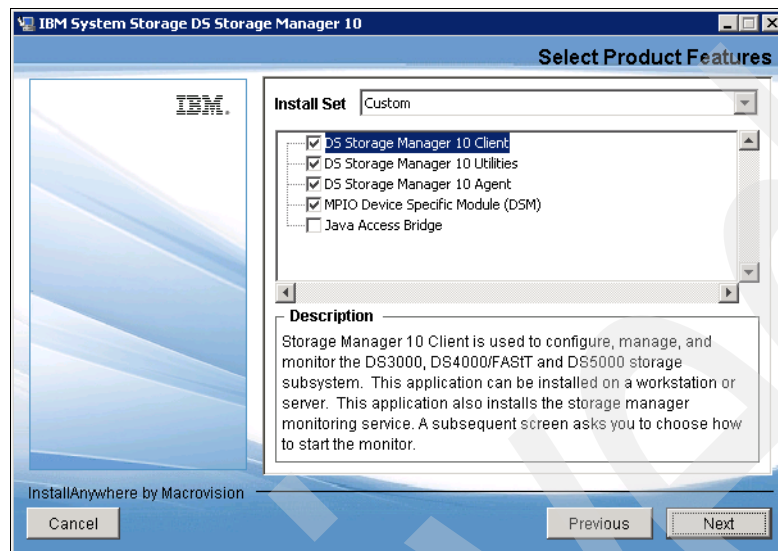 IBM System Storage DS Storage Manager 10
Select Product Features
IBM.
Install Set Custom
DS Storage Manager 10 Client
DS Storage Manager 10 Utilities
DS Storage Manager 10 Agent
MPIO Device Specific Module (DSM)
Java Access Bridge
Description
Storage Manager 10 Client is used to configure, manage, and
monitor the DS3000, DS4000/FAStT and DS5000 storage
subsystem. This application can be installed on a workstation or
server. This application also installs the storage manager
monitoring service. A subsequent screen asks you to choose how
to start the monitor.
InstallAnywhere by Macrovision
Cancel Previous Next